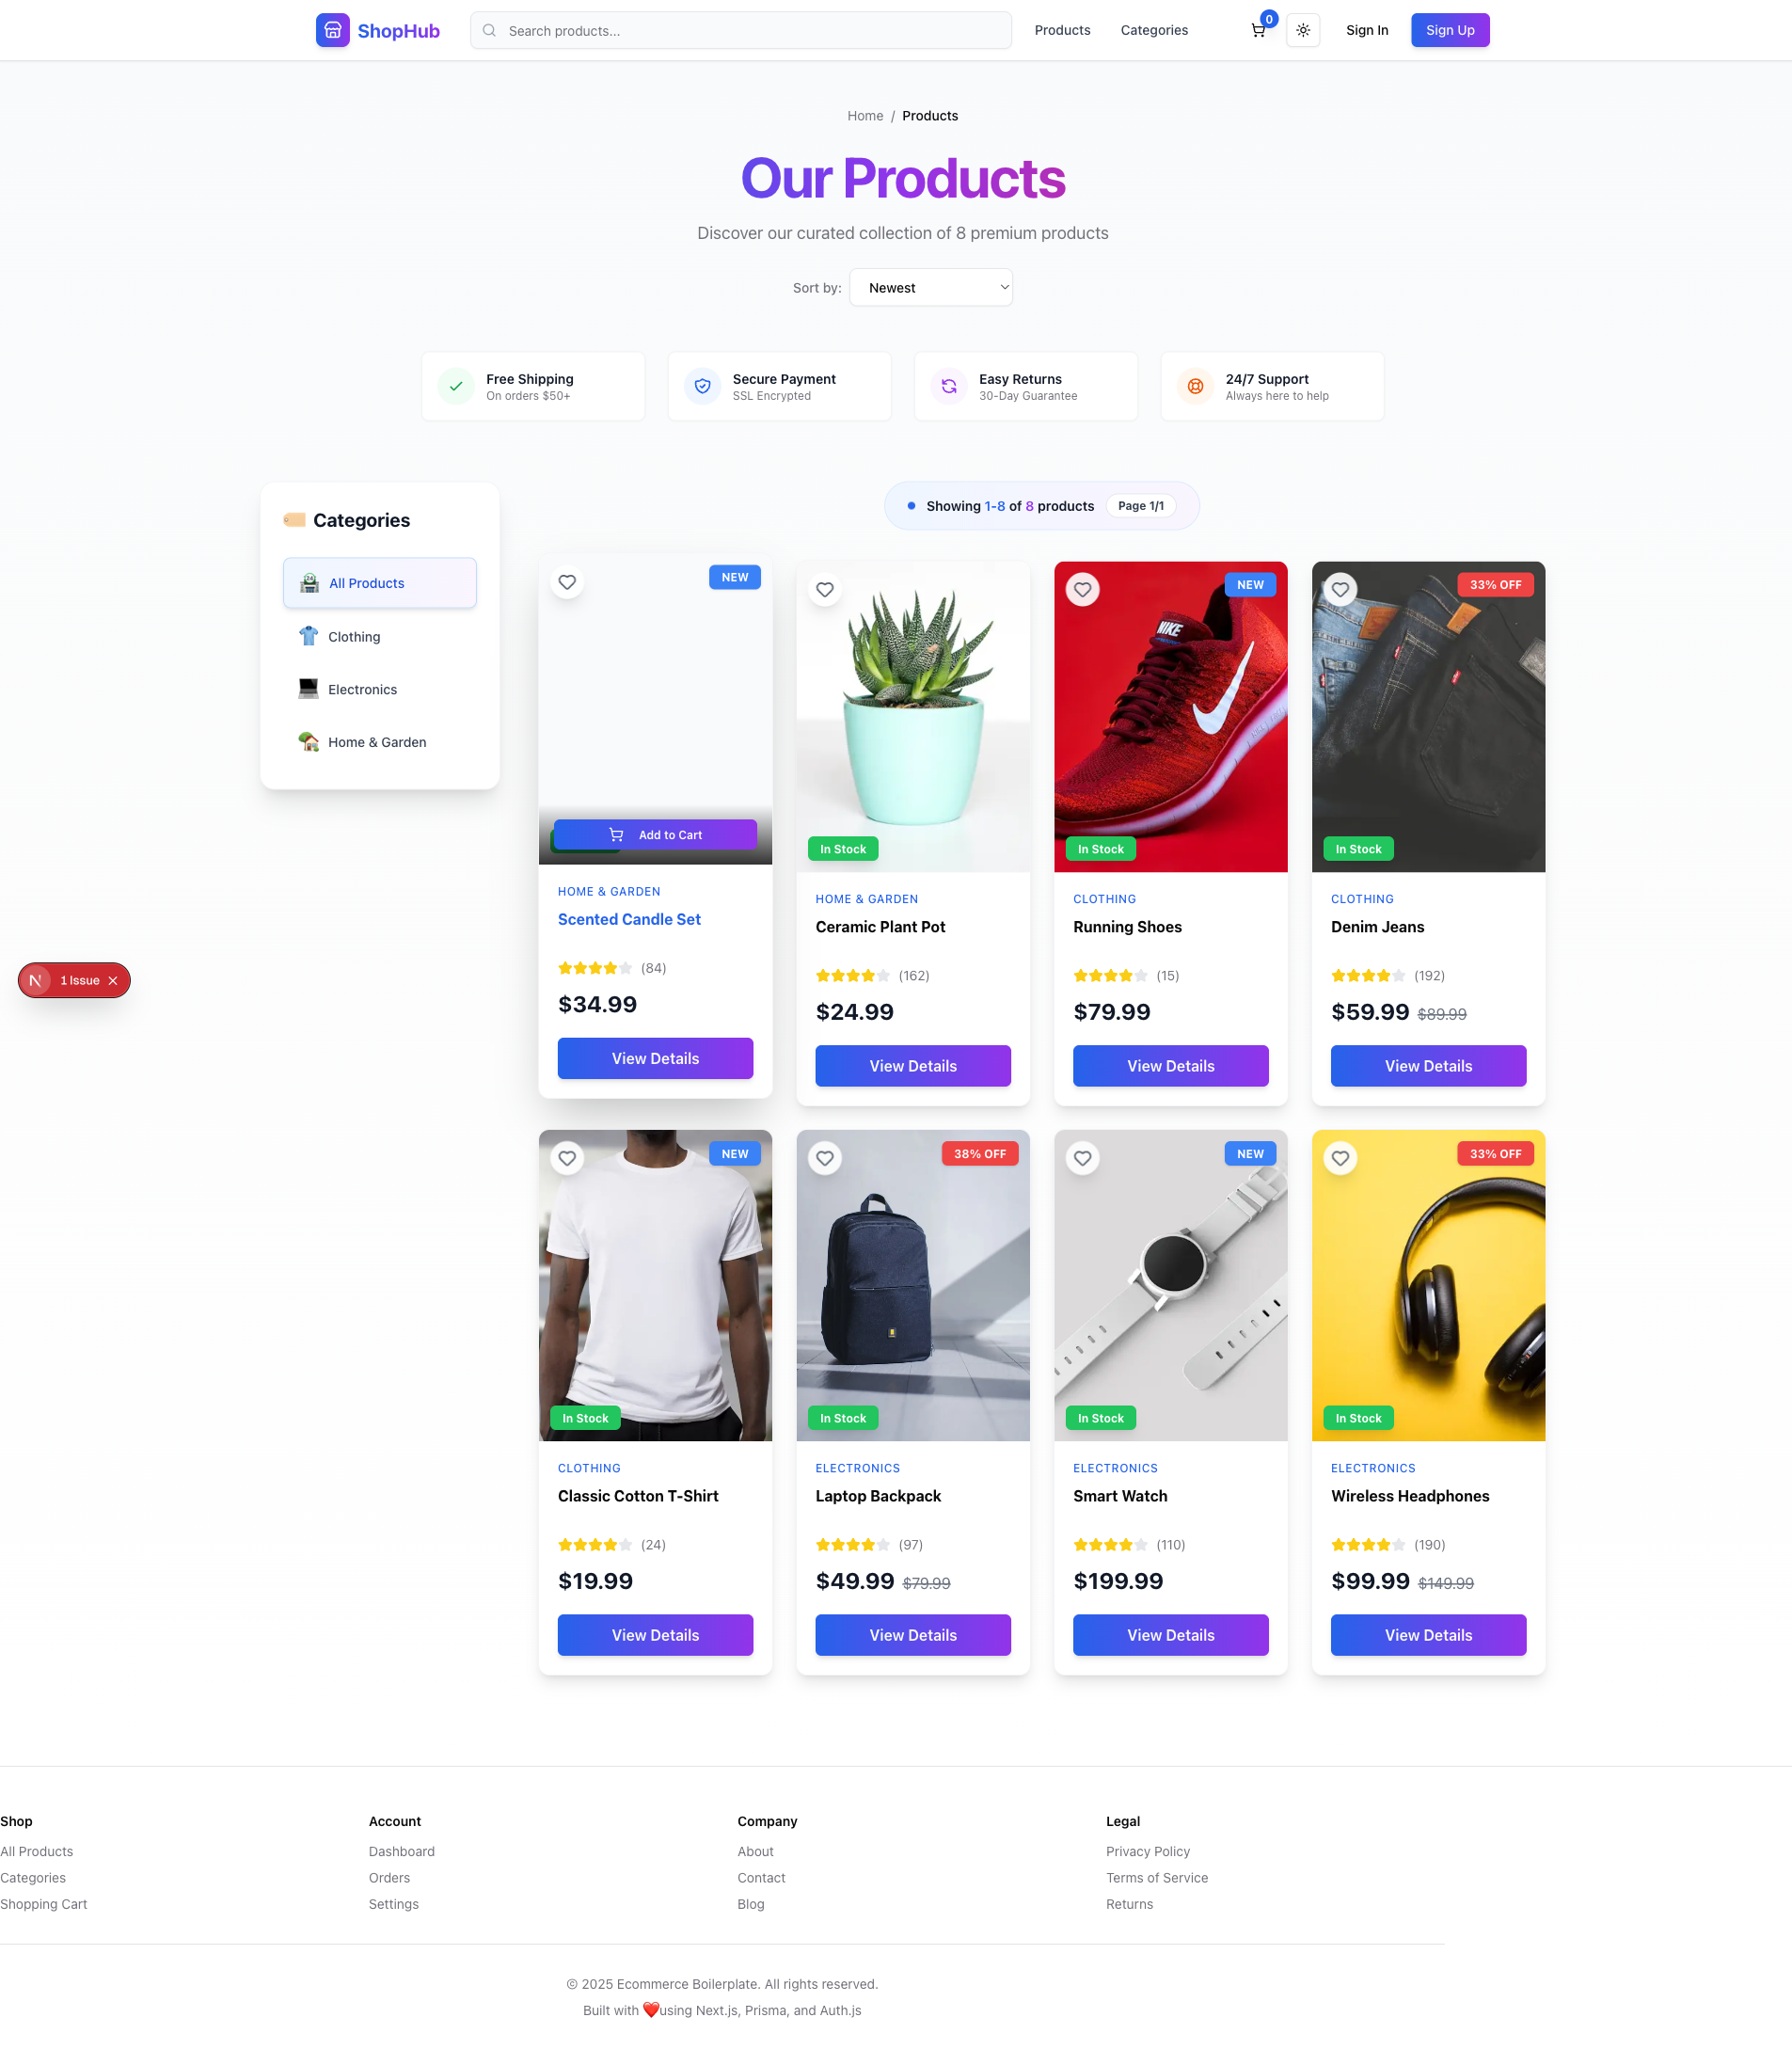 ShopHub
Search products...
Products
Categories
0
Sign In
Sign Up
Home / Products
Our Products
Discover our curated collection of 8 premium products
Sort by:
Newest
Free Shipping
On orders $50+
Secure Payment
SSL Encrypted
Easy Returns
30-Day Guarantee
24/7 Support
Always here to help
Categories
All Products
Clothing
Electronics
Home & Garden
Showing 1-8 of 8 products
Page 1/1
NEW
Add to Cart
HOME & GARDEN
Scented Candle Set
(84)
$34.99
View Details
In Stock
HOME & GARDEN
Ceramic Plant Pot
(162)
$24.99
View Details
NEW
NIKE
In Stock
CLOTHING
Running Shoes
(15)
$79.99
View Details
33% OFF
In Stock
CLOTHING
Denim Jeans
(192)
$59.99 $89.99
View Details
1 Issue
NEW
In Stock
CLOTHING
Classic Cotton T-Shirt
(24)
$19.99
View Details
38% OFF
In Stock
ELECTRONICS
Laptop Backpack
(97)
$49.99 $79.99
View Details
NEW
In Stock
ELECTRONICS
Smart Watch
(110)
$199.99
View Details
33% OFF
In Stock
ELECTRONICS
Wireless Headphones
(190)
$99.99 $149.99
View Details
Shop
All Products
Categories
Shopping Cart
Account
Dashboard
Orders
Settings
Company
About
Contact
Blog
Legal
Privacy Policy
Terms of Service
Returns
© 2025 Ecommerce Boilerplate. All rights reserved.
Built with ❤️using Next.js, Prisma, and Auth.js